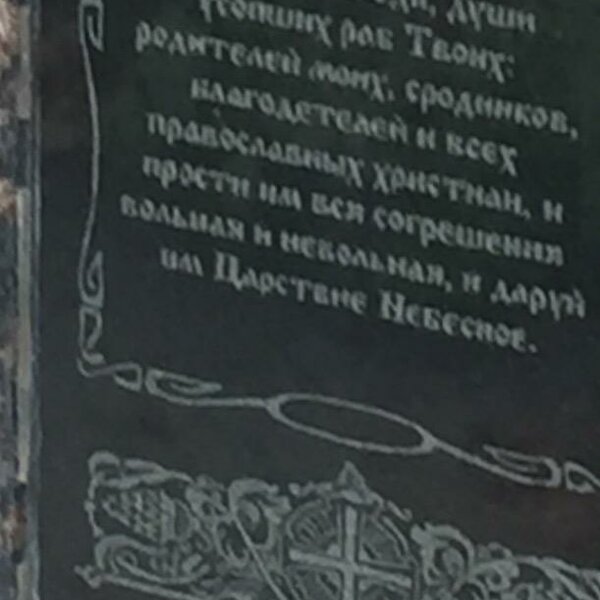 души
усопших раб Твоих:
родителей моих, сродников,
благодетелей и всех
православных христиан, и
прости им вся согрешения
вольная и невольная, и даруй
им Царствие Небесное.